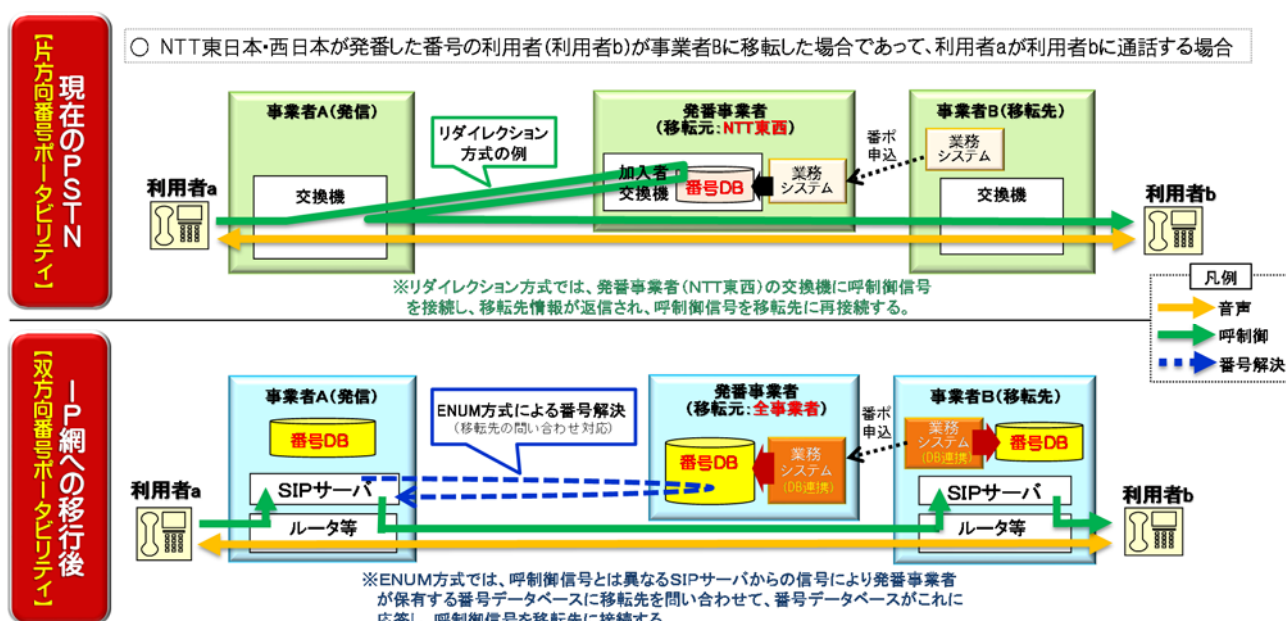 ○ NTT東日本・西日本が発番した番号の利用者(利用者b)が事業者Bに移転した場合であって、利用者aが利用者bに通話する場合
現在のPSTN
【片方向番号ポータビリティ】
事業者A(発信)
リダイレクション
方式の例
交換機
利用者a
発番事業者
(移転元:NTT東西)
加入者
交換機
番号DB
業務
システム
番ポ
申込
事業者B(移転先)
業務
システム
交換機
利用者b
※リダイレクション方式では、発番事業者(NTT東西)の交換機に呼制御信号
を接続し、移転先情報が返信され、呼制御信号を移転先に再接続する。
凡例
音声
呼制御
番号解決
IP網への移行後
【双方向番号ポータビリティ】
事業者A(発信)
番号DB
SIPサーバ
ルータ等
利用者a
ENUM方式による番号解決
(移転先の問い合わせ対応)
発番事業者
(移転元:全事業者)
番号DB
業務
システム
(DB連携)
番ポ
申込
事業者B(移転先)
業務
システム
(DB連携)
番号DB
SIPサーバ
ルータ等
利用者b
※ENUM方式では、呼制御信号とは異なるSIPサーバからの信号により発番事業者
が保有する番号データベースに移転先を問い合わせて、番号データベースがこれに
応答し、呼制御信号を移転先に接続する。